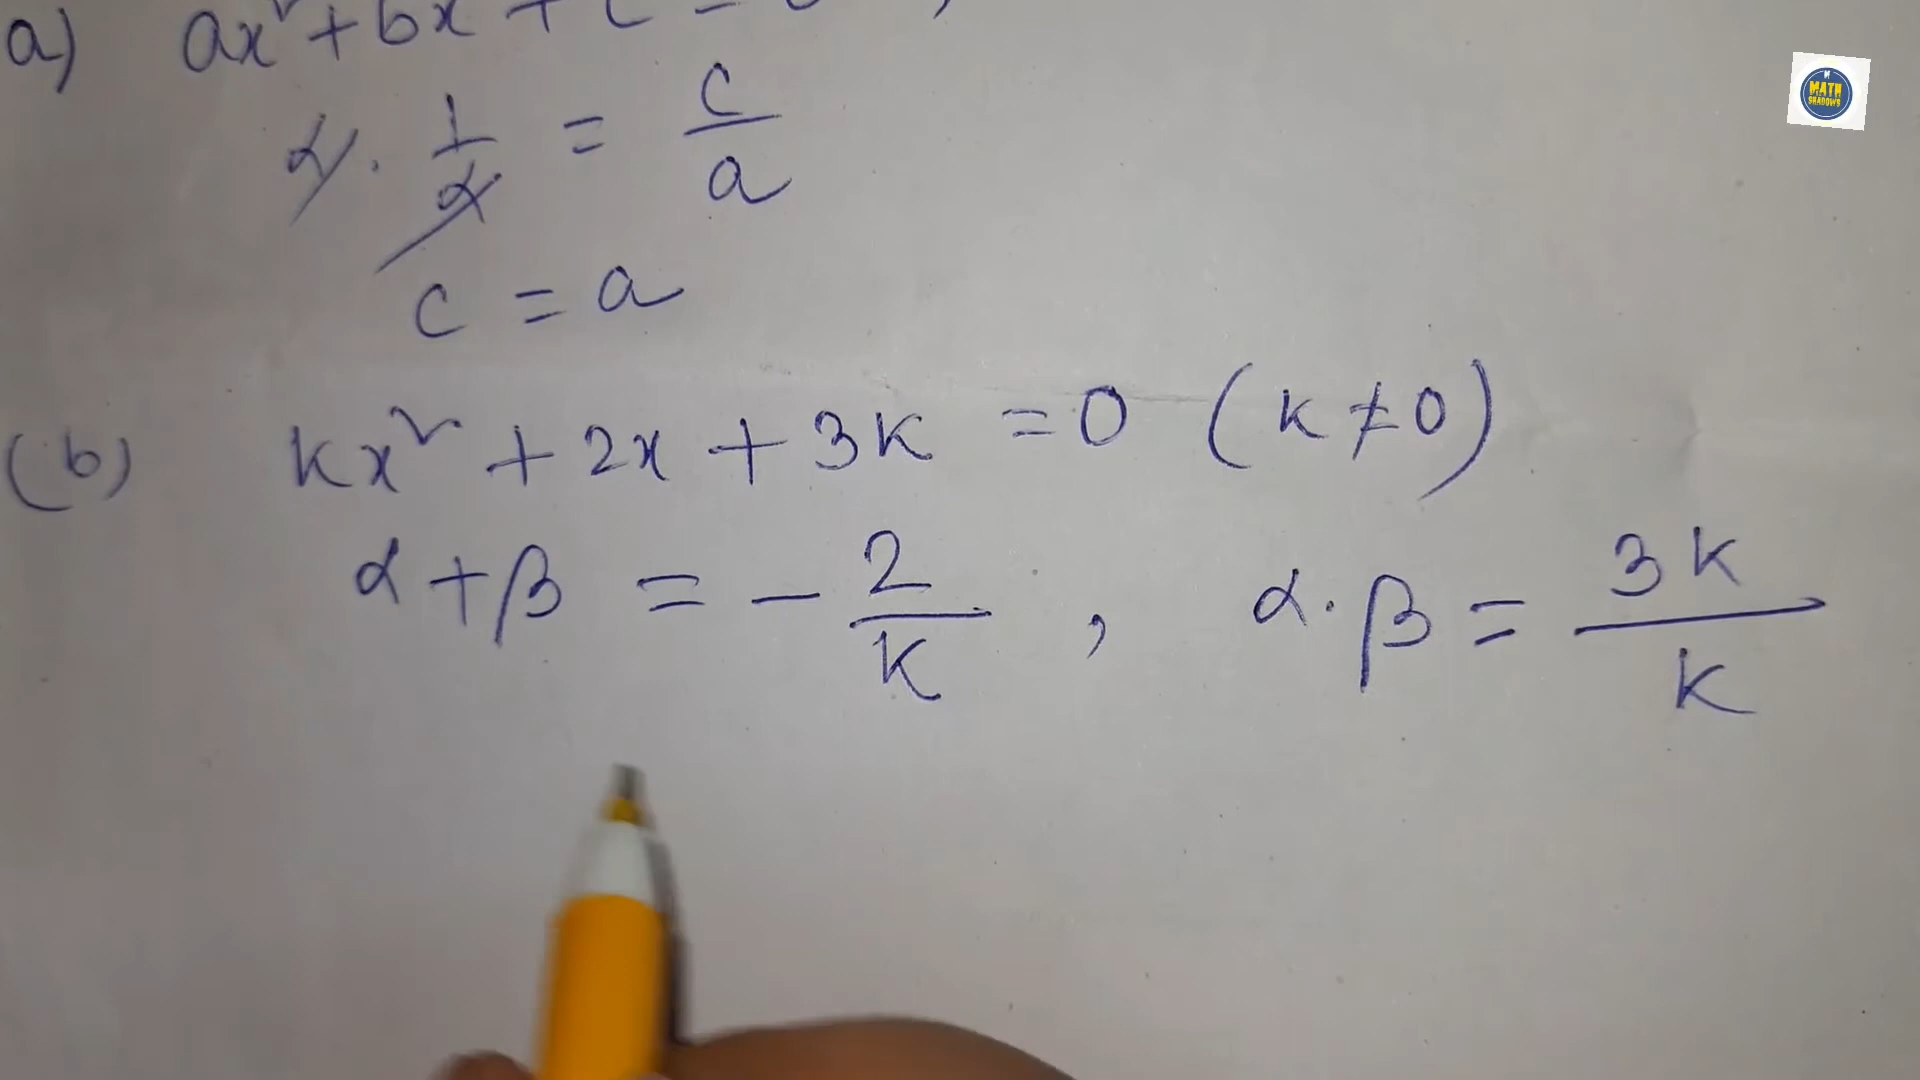 a) ax² + bx + c = 0,
α · 1/α = c/a
c = a
(b) kx² + 2x + 3k = 0 (k ≠ 0)
α + β = - 2/k , α · β = 3k/k
M
MATH
SHADOWS